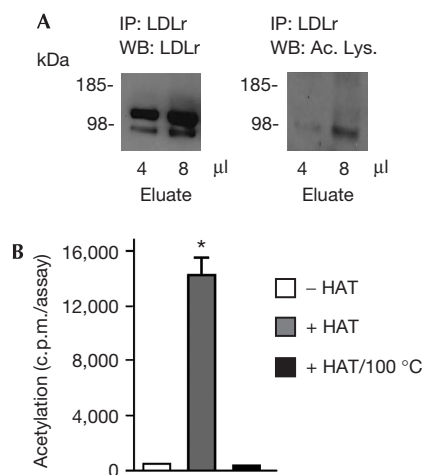 A
IP: LDLr
WB: LDLr
IP: LDLr
WB: Ac. Lys.
kDa
185-
98-
185-
98-
4 8 µl
Eluate
4 8 µl
Eluate
B
Acetylation (c.p.m./assay)
16,000
12,000
8,000
4,000
0
*
– HAT
+ HAT
+ HAT/100 °C